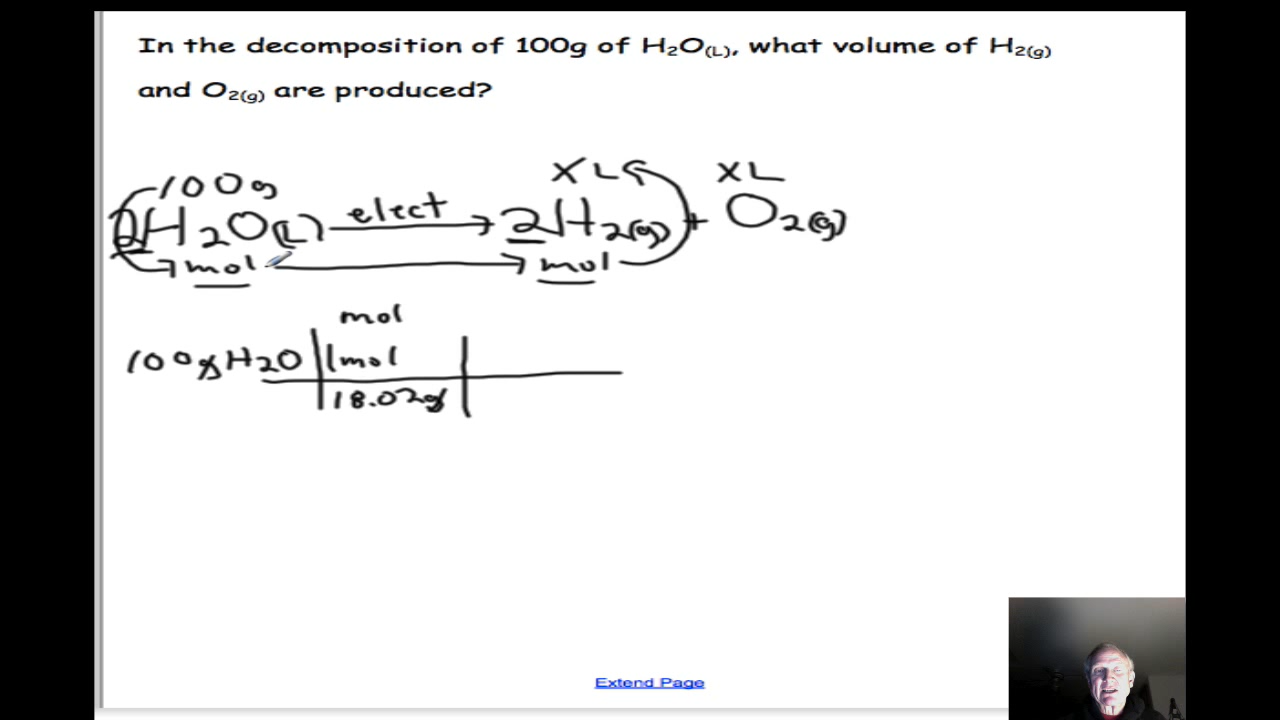 In the decomposition of 100g of H₂O(L), what volume of H₂(g)
and O₂(g) are produced?
100g XL XL
2H₂O(L) elect → 2H₂(g) + O₂(g)
mol → mol
mol
100g H₂O 1mol
18.02g
Extend Page